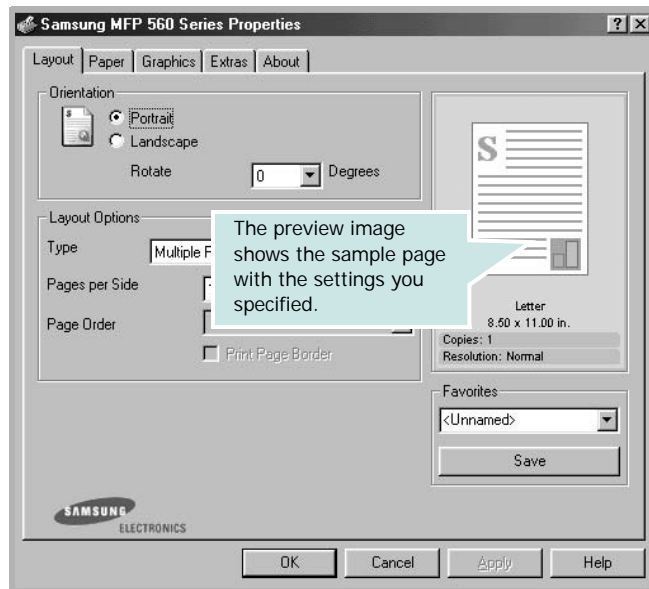 Samsung MFP 560 Series Properties
Layout Paper Graphics Extras About
Orientation
Portrait
Landscape
Rotate 0 Degrees
Layout Options
Type Multiple
Pages per Side
Page Order
Print Page Border
The preview image
shows the sample page
with the settings you
specified.
S
Letter
8.50 x 11.00 in.
Copies: 1
Resolution: Normal
Favorites
<Unnamed>
Save
SAMSUNG
ELECTRONICS
OK Cancel Apply Help